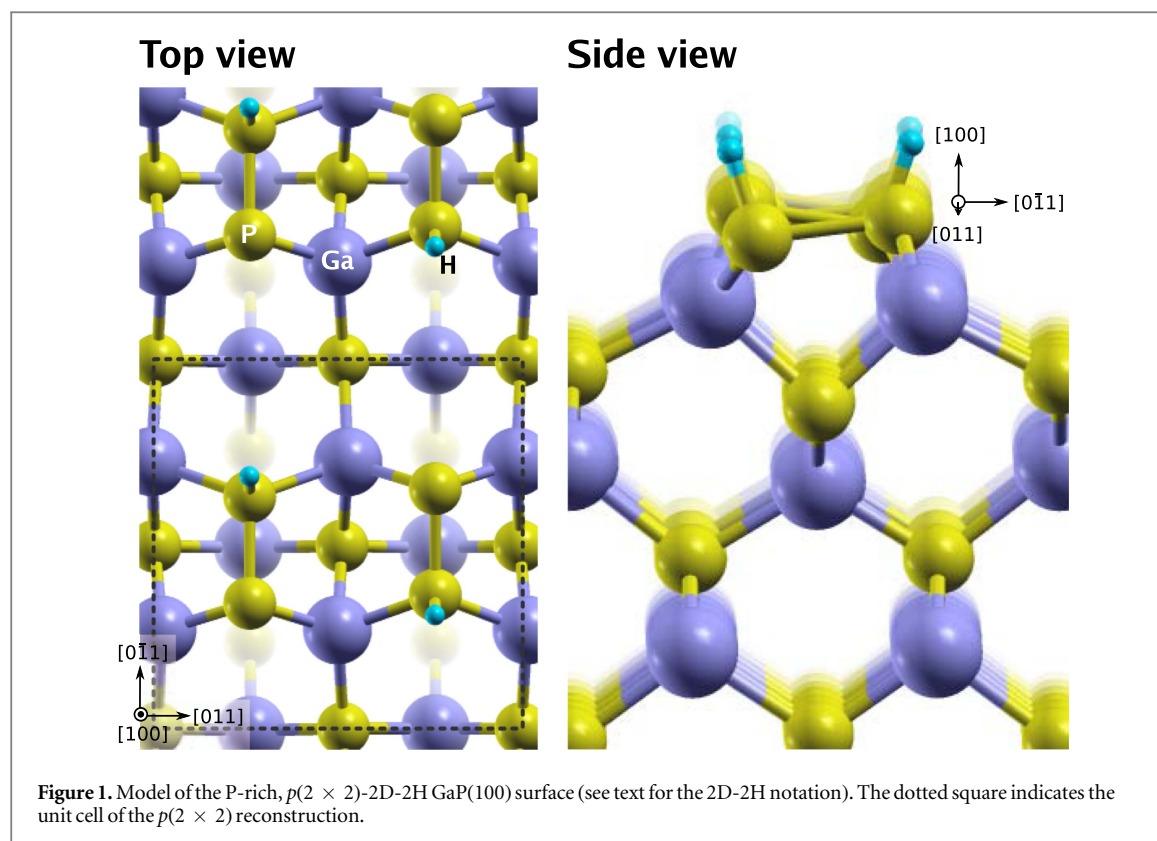 Top view
Side view
P
Ga
H
[100]
[01̄1]
[011]
[01̄1]
[011]
[100]
Figure 1. Model of the P-rich, p(2 × 2)-2D-2H GaP(100) surface (see text for the 2D-2H notation). The dotted square indicates the
unit cell of the p(2 × 2) reconstruction.